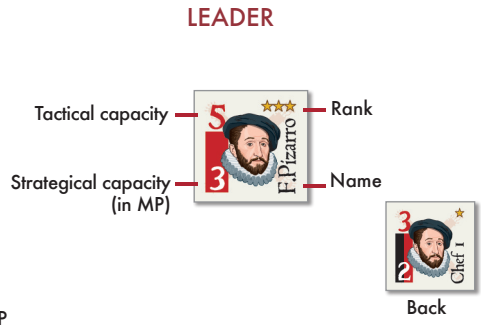 LEADER
Tactical capacity
5
Rank
Strategical capacity
(in MP)
3
F.Pizarro
Name
3
2
Chef 1
Back
P